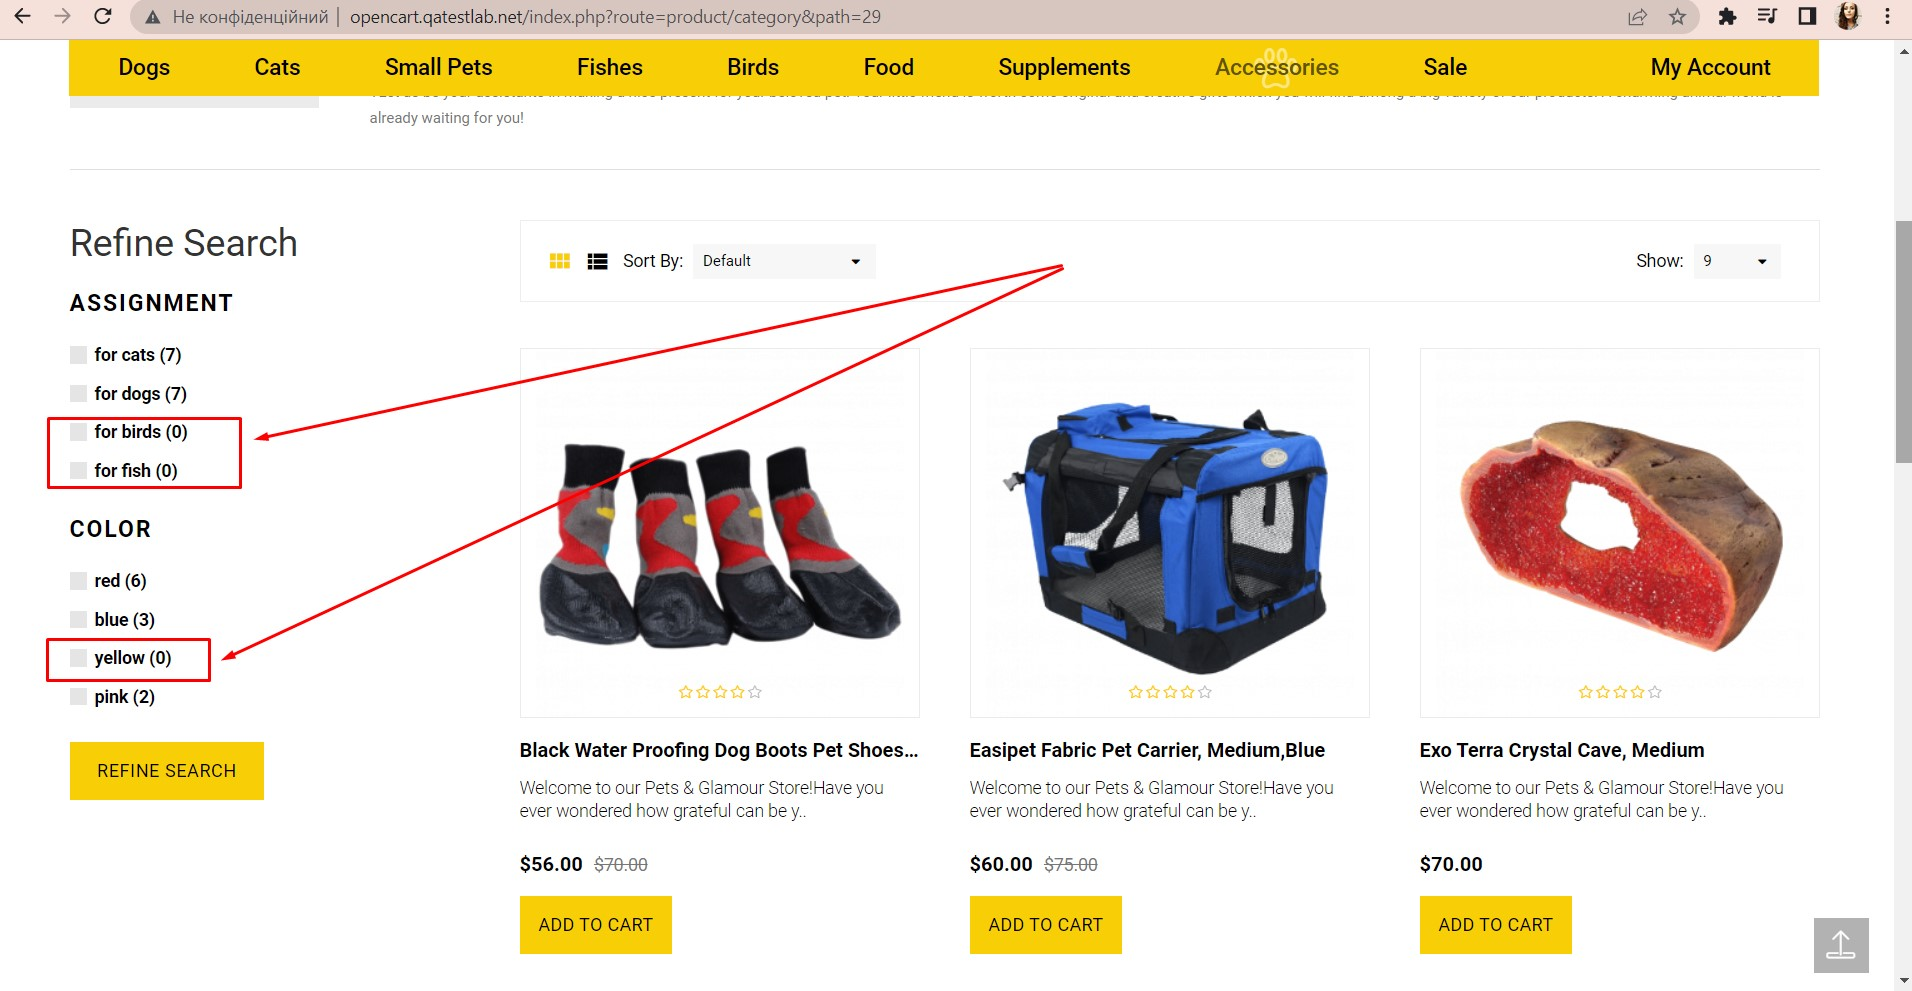 Не конфіденційний | opencart.qatestlab.net/index.php?route=product/category&path=29
Dogs Cats Small Pets Fishes Birds Food Supplements Accessories Sale My Account
already waiting for you!
Refine Search
Sort By: Default Show: 9
ASSIGNMENT
for cats (7)
for dogs (7)
for birds (0)
for fish (0)
COLOR
red (6)
blue (3)
yellow (0)
pink (2)
REFINE SEARCH
Black Water Proofing Dog Boots Pet Shoes...
Welcome to our Pets & Glamour Store!Have you
ever wondered how grateful can be y..
$56.00 $70.00
ADD TO CART
Easipet Fabric Pet Carrier, Medium,Blue
Welcome to our Pets & Glamour Store!Have you
ever wondered how grateful can be y..
$60.00 $75.00
ADD TO CART
Exo Terra Crystal Cave, Medium
Welcome to our Pets & Glamour Store!Have you
ever wondered how grateful can be y..
$70.00
ADD TO CART